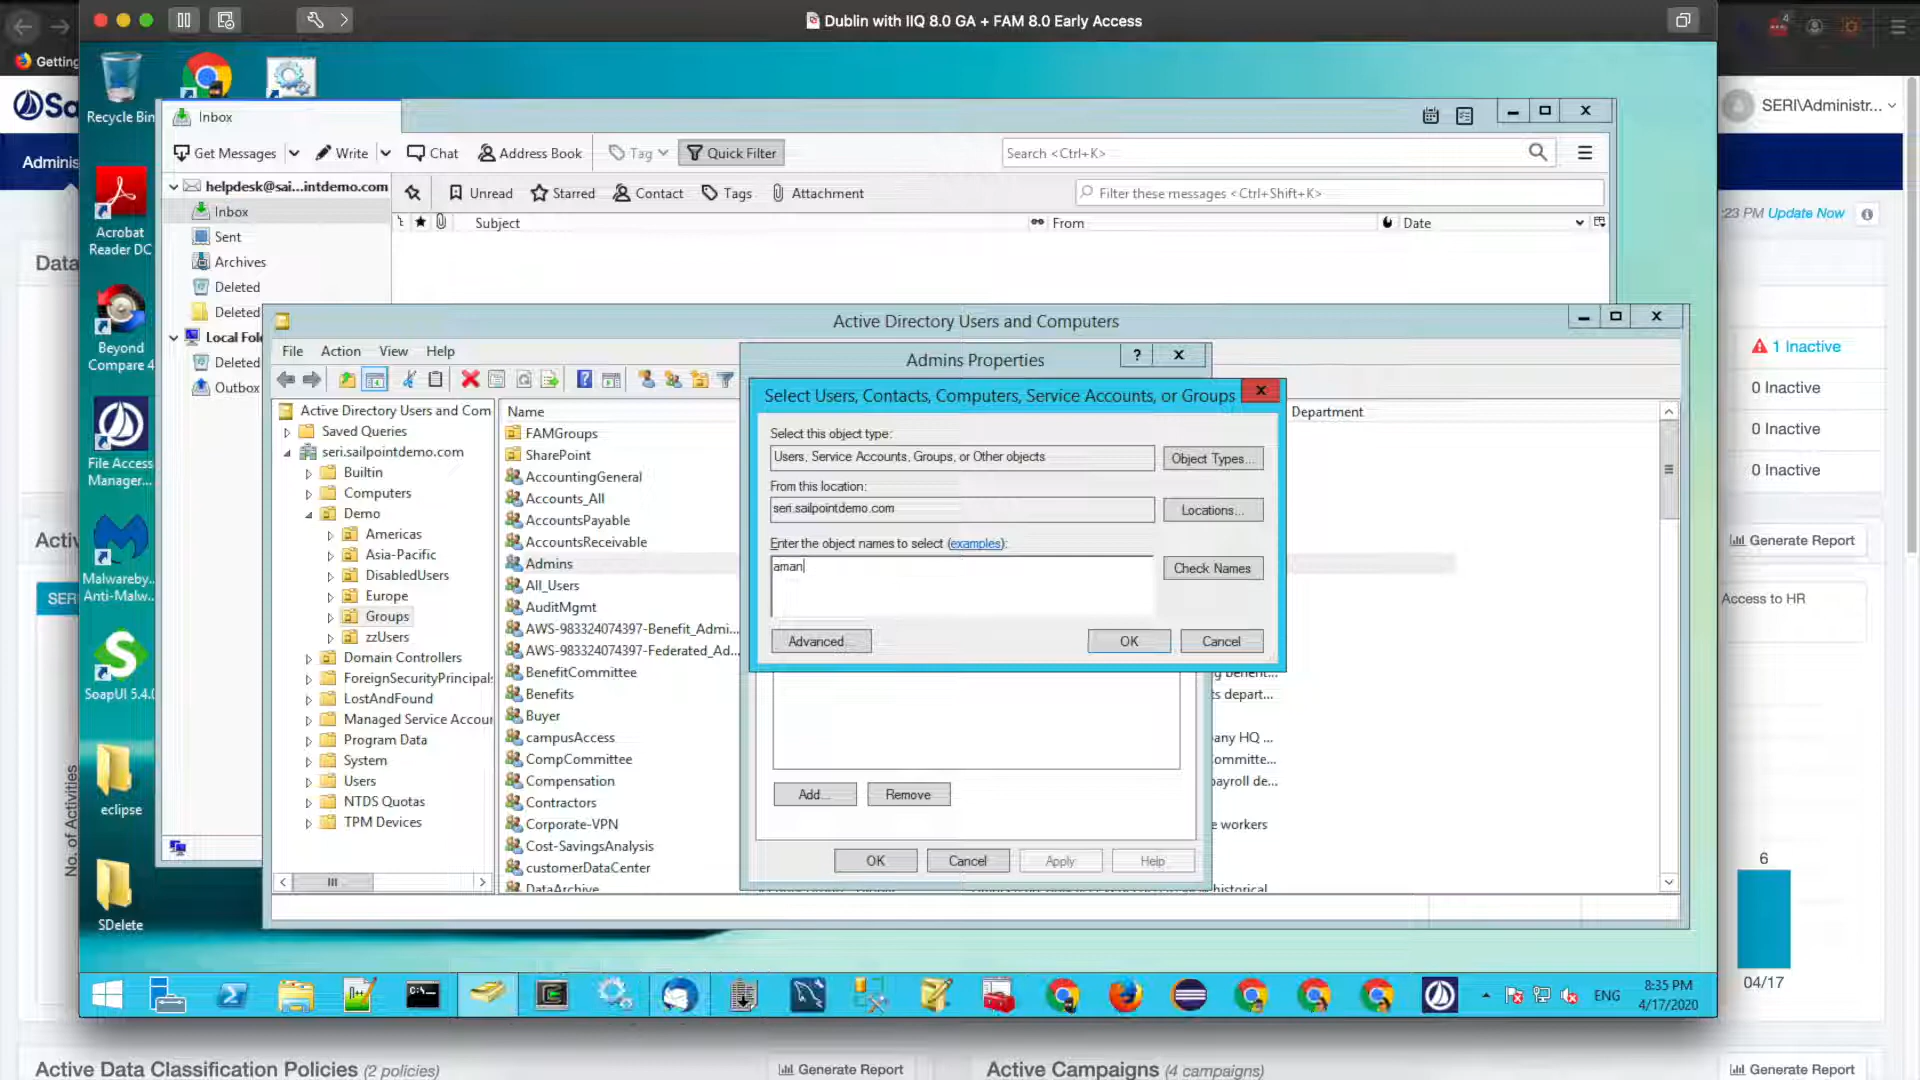 Dublin with IIQ 8.0 GA + FAM 8.0 Early Access
Getting
SERI\Administr...
Adminis
23 PM Update Now
Data
1 Inactive
0 Inactive
0 Inactive
0 Inactive
Activ
Generate Report
SERI
Access to HR
No. of Activities
6
04/17
Active Data Classification Policies (2 policies)
Generate Report
Active Campaigns (4 campaigns)
Generate Report
Recycle Bin
Acrobat
Reader DC
Beyond
Compare 4
File Access
Manager...
Malwareby...
Anti-Malw...
SoapUI 5.4.0
eclipse
SDelete
Inbox
Get Messages
Write
Chat
Address Book
Tag
Quick Filter
Search <Ctrl+K>
helpdesk@sai...intdemo.com
Inbox
Sent
Archives
Deleted
Deleted
Local Fol
Deleted
Outbox
Unread
Starred
Contact
Tags
Attachment
Filter these messages <Ctrl+Shift+K>
Subject
From
Date
Active Directory Users and Computers
File Action View Help
Active Directory Users and Com
Saved Queries
seri.sailpointdemo.com
Builtin
Computers
Demo
Americas
Asia-Pacific
DisabledUsers
Europe
Groups
zzUsers
Domain Controllers
ForeignSecurityPrincipals
LostAndFound
Managed Service Accour
Program Data
System
Users
NTDS Quotas
TPM Devices
Name
Department
FAMGroups
SharePoint
AccountingGeneral
Accounts_All
AccountsPayable
AccountsReceivable
Admins
All_Users
AuditMgmt
AWS-983324074397-Benefit_Admi...
AWS-983324074397-Federated_Ad...
BenefitCommittee
Benefits
Buyer
campusAccess
CompCommittee
Compensation
Contractors
Corporate-VPN
Cost-SavingsAnalysis
customerDataCenter
DataArchive
g benefit...
ts depart...
any HQ ...
ommitte...
payroll de...
e workers
historical
Admins Properties
Select Users, Contacts, Computers, Service Accounts, or Groups
Select this object type:
Users, Service Accounts, Groups, or Other objects
Object Types...
From this location:
seri.sailpointdemo.com
Locations...
Enter the object names to select (examples):
aman
Check Names
Advanced...
OK
Cancel
Add...
Remove
OK
Cancel
Apply
Help
ENG
8:35 PM
4/17/2020